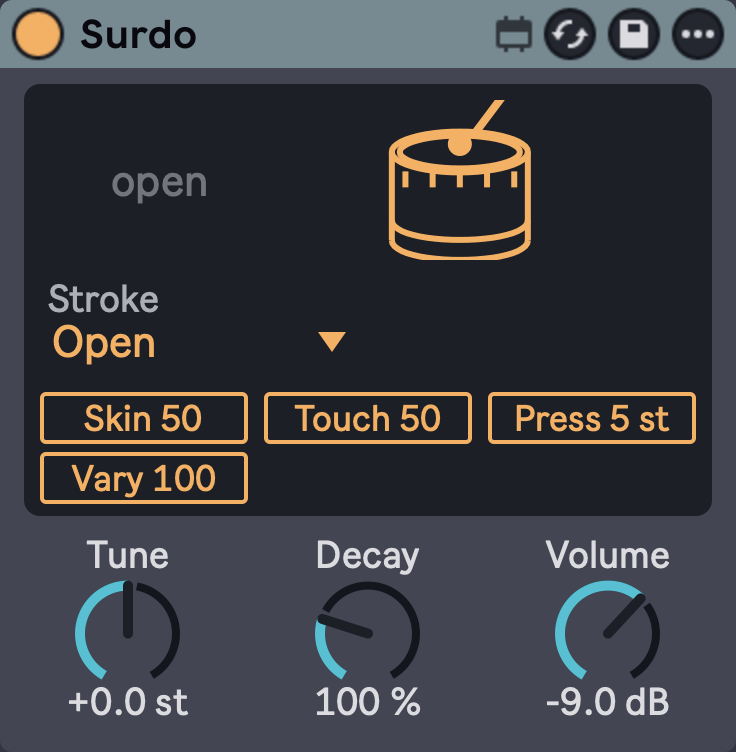 Surdo
open
Stroke
Open
Skin 50 Touch 50 Press 5 st
Vary 100
Tune Decay Volume
+0.0 st 100 % -9.0 dB